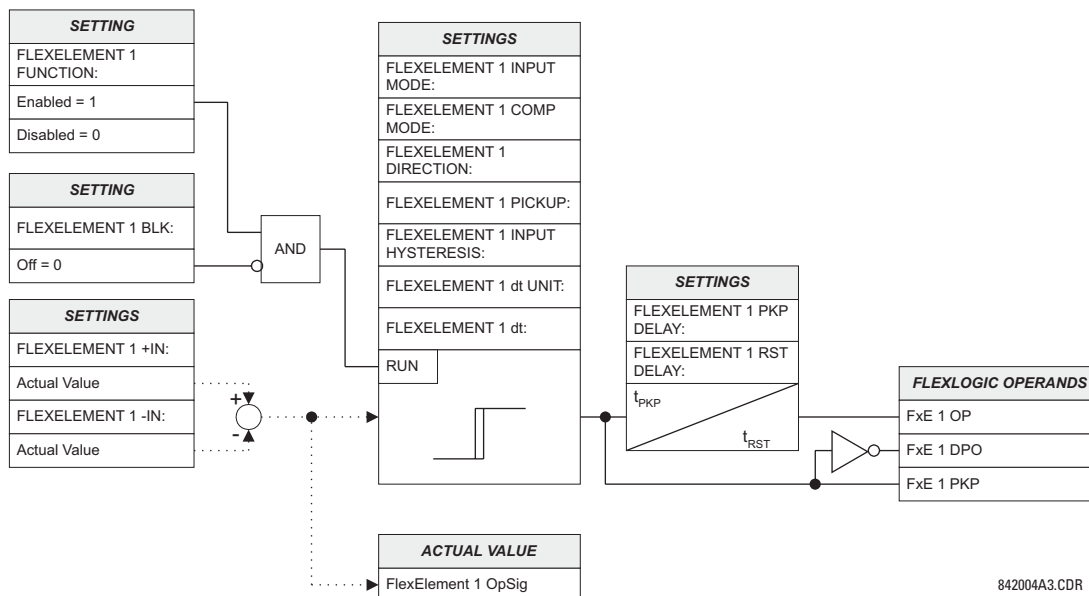 SETTING
FLEXELEMENT 1
FUNCTION:
Enabled = 1
Disabled = 0
SETTING
FLEXELEMENT 1 BLK:
Off = 0
SETTINGS
FLEXELEMENT 1 +IN:
Actual Value
FLEXELEMENT 1 -IN:
Actual Value
+
-
AND
SETTINGS
FLEXELEMENT 1 INPUT
MODE:
FLEXELEMENT 1 COMP
MODE:
FLEXELEMENT 1
DIRECTION:
FLEXELEMENT 1 PICKUP:
FLEXELEMENT 1 INPUT
HYSTERESIS:
FLEXELEMENT 1 dt UNIT:
FLEXELEMENT 1 dt:
RUN
ACTUAL VALUE
FlexElement 1 OpSig
SETTINGS
FLEXELEMENT 1 PKP
DELAY:
FLEXELEMENT 1 RST
DELAY:
tPKP
tRST
FLEXLOGIC OPERANDS
FxE 1 OP
FxE 1 DPO
FxE 1 PKP
842004A3.CDR